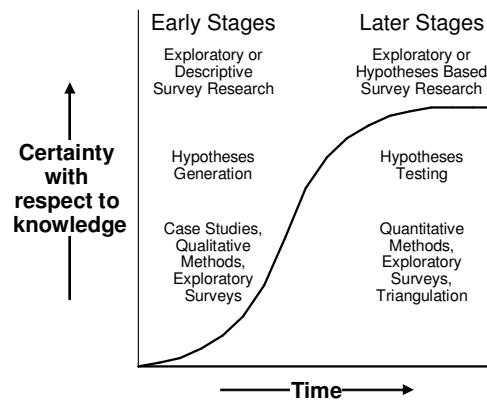 Early Stages
Exploratory or
Descriptive
Survey Research
Hypotheses
Generation
Case Studies,
Qualitative
Methods,
Exploratory
Surveys
Later Stages
Exploratory or
Hypotheses Based
Survey Research
Hypotheses
Testing
Quantitative
Methods,
Exploratory
Surveys,
Triangulation
Certainty
with
respect to
knowledge
Time